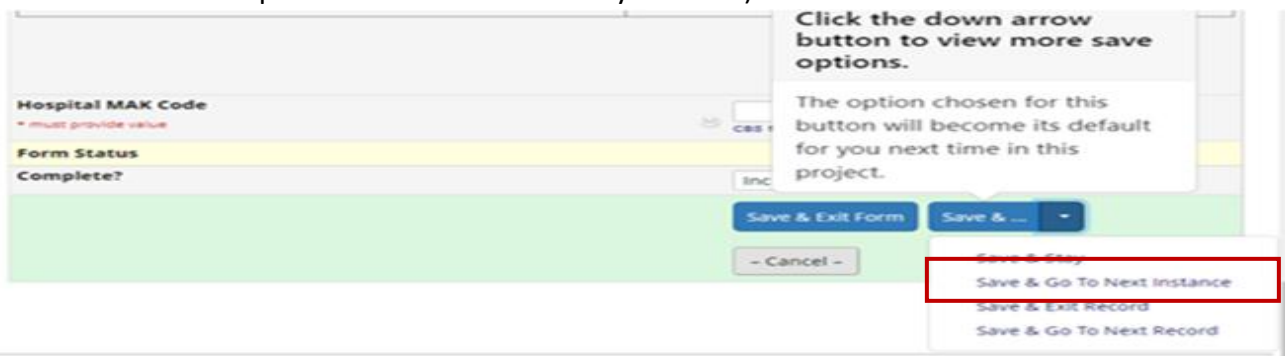 Click the down arrow
button to view more save
options.
Hospital MAK Code
* must provide value
CBS
The option chosen for this
button will become its default
for you next time in this
project.
Form Status
Complete?
Inc
Save & Exit Form
Save & ...
- Cancel -
Save & Stay
Save & Go To Next Instance
Save & Exit Record
Save & Go To Next Record